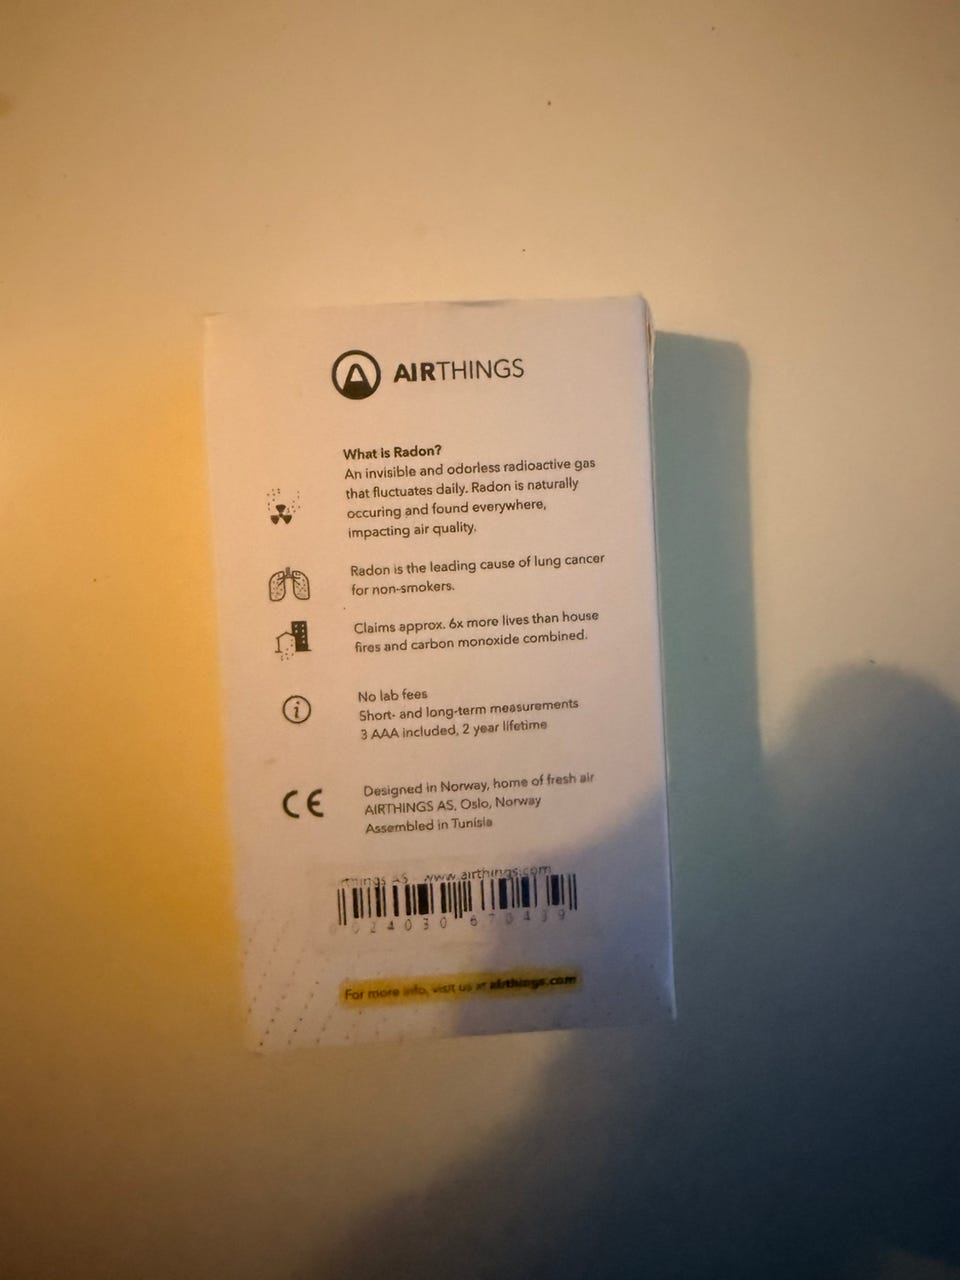 AIRTHINGS
What is Radon?
An invisible and odorless radioactive gas
that fluctuates daily. Radon is naturally
occuring and found everywhere,
impacting air quality.
Radon is the leading cause of lung cancer
for non-smokers.
Claims approx. 6x more lives than house
fires and carbon monoxide combined.
No lab fees
Short- and long-term measurements
3 AAA included, 2 year lifetime
CE
Designed in Norway, home of fresh air
AIRTHINGS AS, Oslo, Norway
Assembled in Tunisia
AS www.airthings.com
For more info, visit us at airthings.com